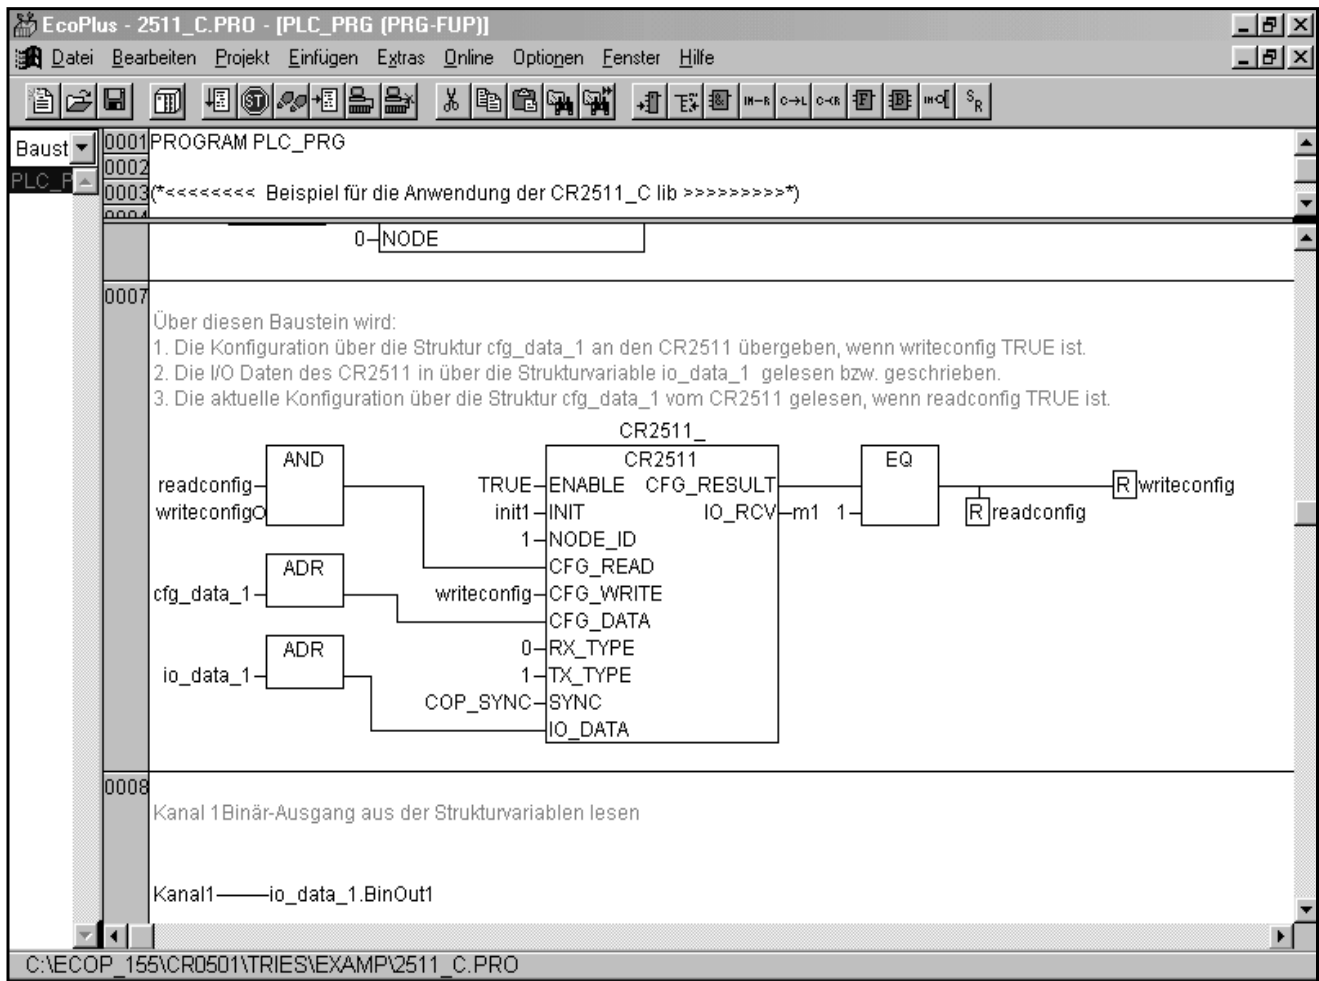 EcoPlus - 2511_C.PRO - [PLC_PRG (PRG-FUP)]
Datei Bearbeiten Projekt Einfügen Extras Online Optionen Fenster Hilfe
Baust
PLC_P
0001 PROGRAM PLC_PRG
0002
0003 (*<<<<<<<< Beispiel für die Anwendung der CR2511_C lib >>>>>>>>>*)
0004
0 NODE
0007
Über diesen Baustein wird:
1. Die Konfiguration über die Struktur cfg_data_1 an den CR2511 übergeben, wenn writeconfig TRUE ist.
2. Die I/O Daten des CR2511 in über die Strukturvariable io_data_1 gelesen bzw. geschrieben.
3. Die aktuelle Konfiguration über die Struktur cfg_data_1 vom CR2511 gelesen, wenn readconfig TRUE ist.
CR2511_
AND CR2511 EQ
readconfig TRUE ENABLE CFG_RESULT R writeconfig
writeconfig init1 INIT IO_RCV m1 1 R readconfig
1 NODE_ID
ADR CFG_READ
cfg_data_1 writeconfig CFG_WRITE
CFG_DATA
ADR 0 RX_TYPE
io_data_1 1 TX_TYPE
COP_SYNC SYNC
IO_DATA
0008
Kanal 1Binär-Ausgang aus der Strukturvariablen lesen
Kanal1 io_data_1.BinOut1
C:\ECOP_155\CR0501\TRIES\EXAMP\2511_C.PRO